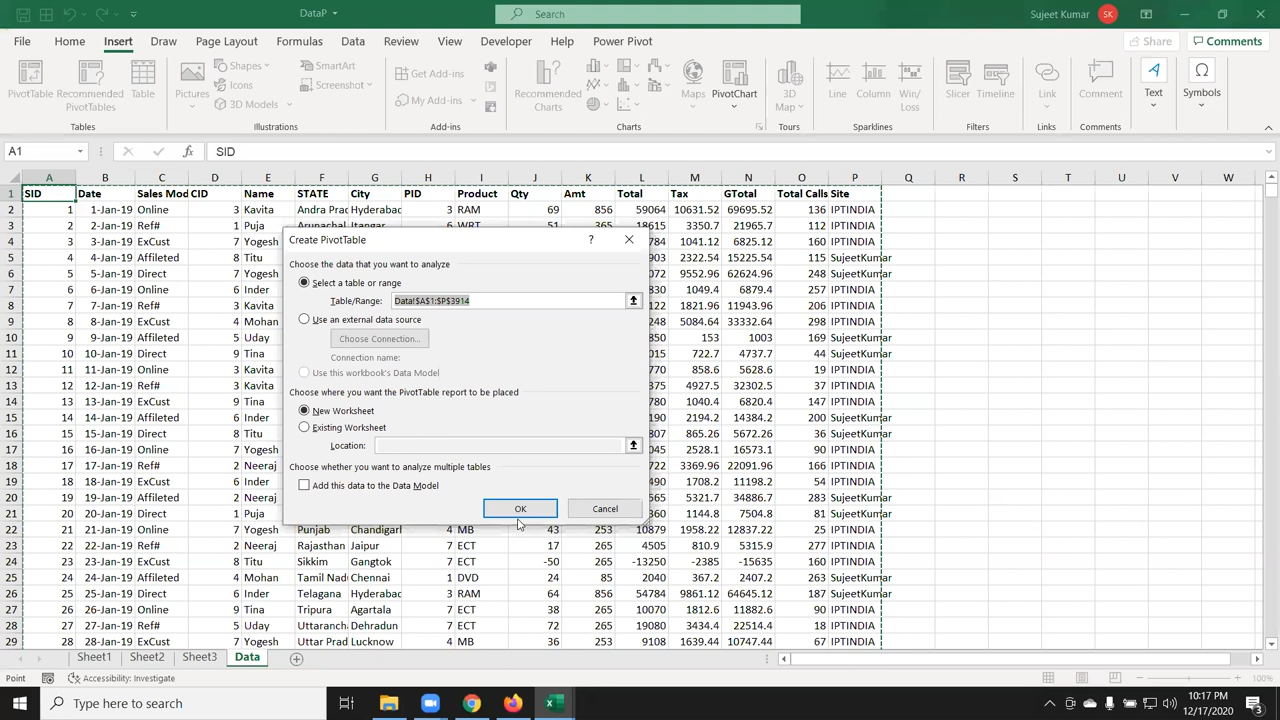 DataP
Search
Sujeet Kumar SK
File Home Insert Draw Page Layout Formulas Data Review View Developer Help Power Pivot Share Comments
PivotTable Recommended PivotTables Table Pictures Shapes Icons 3D Models SmartArt Screenshot Get Add-ins My Add-ins Recommended Charts Maps PivotChart 3D Map Line Column Win/Loss Slicer Timeline Link Comment Text Symbols
Tables Illustrations Add-ins Charts Tours Sparklines Filters Links Comments
A1 fx SID
A B C D E F G H I J K L M N O P Q R S T U V W
1 SID Date Sales Mod CID Name STATE City PID Product Qty Amt Total Tax GTotal Total Calls Site
2 1 1-Jan-19 Online 3 Kavita Andra Prad Hyderabac 3 RAM 69 856 59064 10631.52 69695.52 136 IPTINDIA
3 2 2-Jan-19 Ref# 1 Puja Arunachal Itangar 6 WRT 51 365 18615 3350.7 21965.7 112 IPTINDIA
4 3 3-Jan-19 ExCust 7 Yogesh 784 1041.12 6825.12 160 IPTINDIA
5 4 4-Jan-19 Affileted 8 Titu 903 2322.54 15225.54 115 SujeetKumar
6 5 5-Jan-19 Direct 7 Yogesh 072 9552.96 62624.96 248 SujeetKumar
7 6 6-Jan-19 Online 9 Inder 1049.4 6879.4 257 IPTINDIA
8 7 7-Jan-19 Ref# 3 Kavita 122 1821.96 11943.96 206 IPTINDIA
9 8 8-Jan-19 ExCust 4 Mohan 248 5084.64 33332.64 298 IPTINDIA
10 9 9-Jan-19 Affileted 5 Uday 850 153 1003 169 SujeetKumar
11 10 10-Jan-19 Direct 9 Tina 015 722.7 4737.7 44 SujeetKumar
12 11 11-Jan-19 Online 3 Kavita 770 858.6 5628.6 19 IPTINDIA
13 12 12-Jan-19 Ref# 3 Kavita 375 4927.5 32302.5 37 IPTINDIA
14 13 13-Jan-19 ExCust 9 Tina 780 1040.4 6820.4 147 IPTINDIA
15 14 14-Jan-19 Affileted 6 Inder 190 2194.2 14384.2 200 SujeetKumar
16 15 15-Jan-19 Direct 8 Titu 807 865.26 5672.26 36 SujeetKumar
17 16 16-Jan-19 Online 7 Yogesh 045 2528.1 16573.1 90 IPTINDIA
18 17 17-Jan-19 Ref# 2 Neeraj 722 3369.96 22091.96 166 IPTINDIA
19 18 18-Jan-19 ExCust 6 Inder 490 1708.2 11198.2 54 IPTINDIA
20 19 19-Jan-19 Affileted 2 Neeraj 5321.7 34886.7 283 SujeetKumar
21 20 20-Jan-19 Direct 1 Puja 360 1144.8 7504.8 81 SujeetKumar
22 21 21-Jan-19 Online 7 Yogesh Punjab Chandigarl 4 MB 43 253 10879 1958.22 12837.22 25 IPTINDIA
23 22 22-Jan-19 Ref# 2 Neeraj Rajasthan Jaipur 7 ECT 17 265 4505 810.9 5315.9 277 IPTINDIA
24 23 23-Jan-19 ExCust 8 Titu Sikkim Gangtok 7 ECT -50 265 -13250 -2385 -15635 160 IPTINDIA
25 24 24-Jan-19 Affileted 4 Mohan Tamil Nadu Chennai 1 DVD 24 85 2040 367.2 2407.2 263 SujeetKumar
26 25 25-Jan-19 Direct 6 Inder Telagana Hyderabac 3 RAM 64 856 54784 9861.12 64645.12 187 SujeetKumar
27 26 26-Jan-19 Online 9 Tina Tripura Agartala 7 ECT 38 265 10070 1812.6 11882.6 90 IPTINDIA
28 27 27-Jan-19 Ref# 5 Uday Uttaranch Dehradun 7 ECT 72 265 19080 3434.4 22514.4 34 IPTINDIA
29 28 28-Jan-19 ExCust 7 Yogesh Uttar Prad Lucknow 4 MB 36 253 9108 1639.44 10747.44 67 IPTINDIA
Create PivotTable ?
Choose the data that you want to analyze
Select a table or range
Table/Range: Data!$A$1:$P$3914
Use an external data source
Choose Connection...
Connection name:
Use this workbook's Data Model
Choose where you want the PivotTable report to be placed
New Worksheet
Existing Worksheet
Location:
Choose whether you want to analyze multiple tables
Add this data to the Data Model
OK Cancel
Sheet1 Sheet2 Sheet3 Data
Point Accessibility: Investigate 100%
Type here to search
10:17 PM
12/17/2020
3